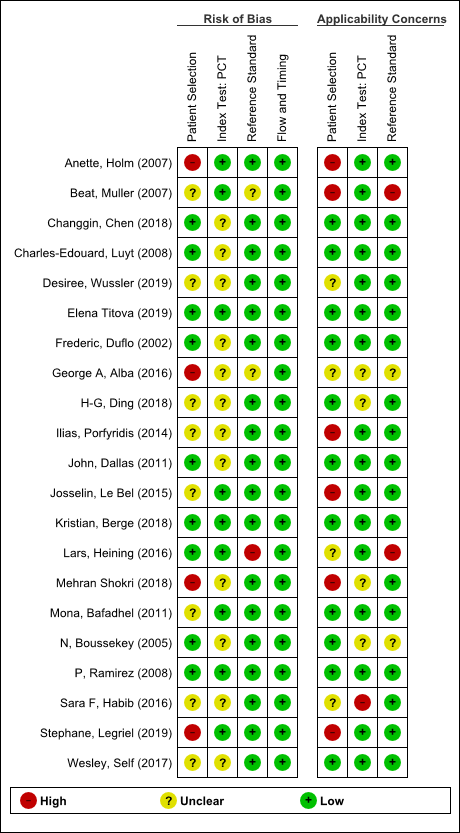 Risk of Bias Applicability Concerns
Patient Selection
Index Test: PCT
Reference Standard
Flow and Timing
Patient Selection
Index Test: PCT
Reference Standard
Anette, Holm (2007) - + + + - + +
Beat, Muller (2007) ? + ? + - + -
Changgin, Chen (2018) + ? + + + + +
Charles-Edouard, Luyt (2008) + ? + + + + +
Desiree, Wussler (2019) ? ? + + ? + +
Elena Titova (2019) + + + + + + +
Frederic, Duflo (2002) + ? + + + + +
George A, Alba (2016) - ? ? + ? ? ?
H-G, Ding (2018) ? ? + + + ? +
Ilias, Porfyridis (2014) ? ? + + - + +
John, Dallas (2011) + ? + + + + +
Josselin, Le Bel (2015) ? + + + - + +
Kristian, Berge (2018) + + + + + + +
Lars, Heining (2016) + + - + ? + -
Mehran Shokri (2018) - ? + + - ? +
Mona, Bafadhel (2011) ? + + + + + +
N, Boussekey (2005) + ? + + + ? ?
P, Ramirez (2008) + + + + + + +
Sara F, Habib (2016) ? ? + + ? - +
Stephane, Legriel (2019) - + + + - + +
Wesley, Self (2017) ? ? + + + + +
- High ? Unclear + Low